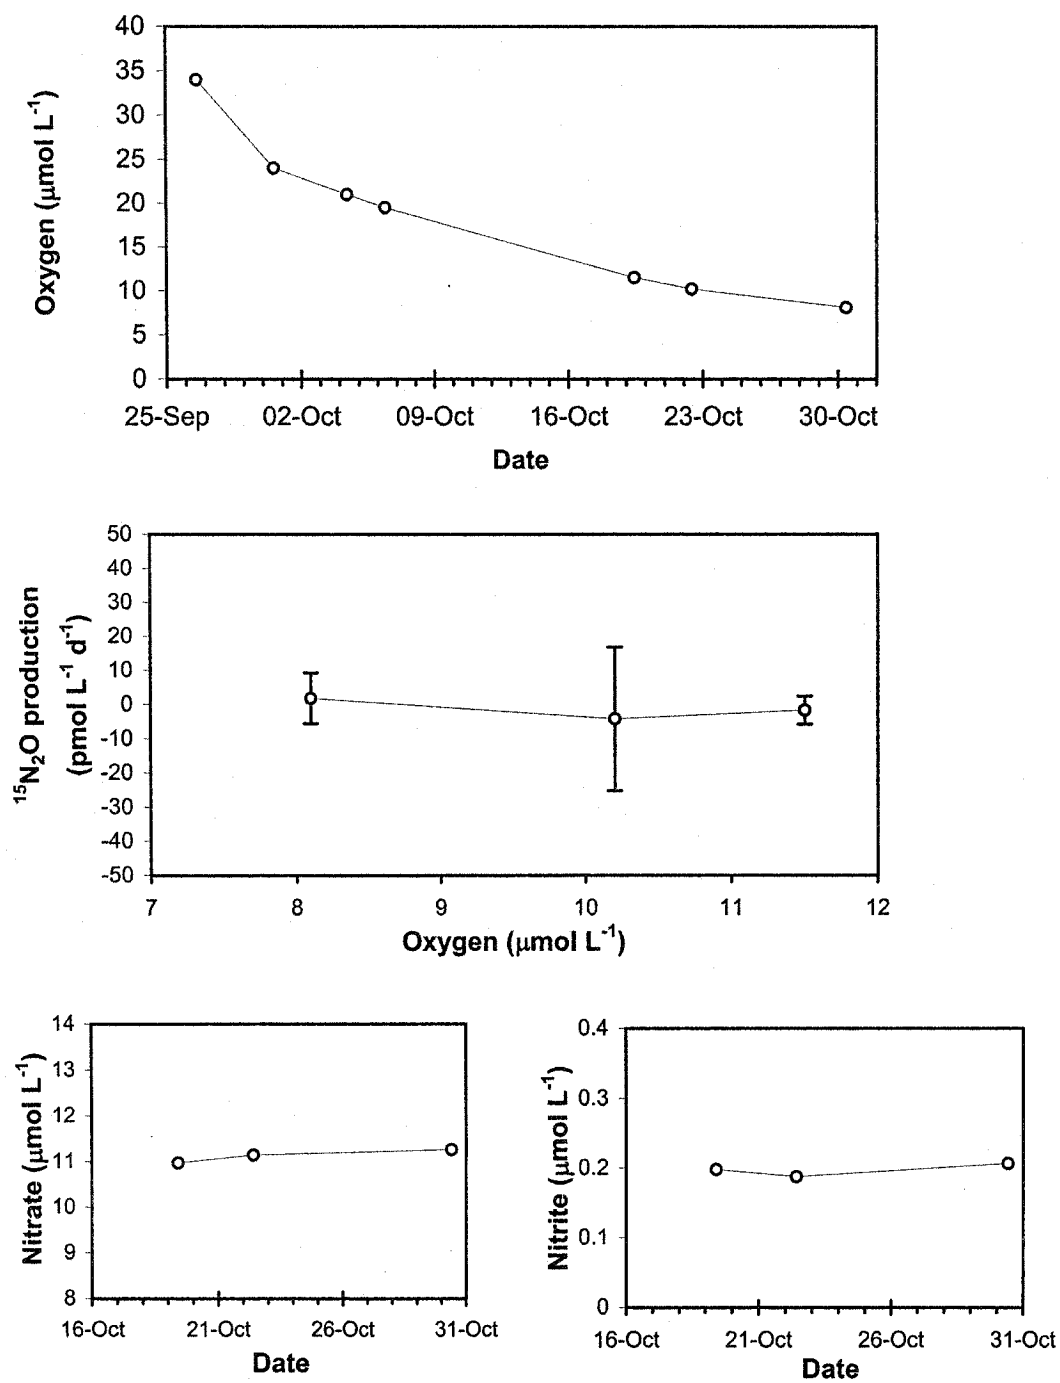 40
35
30
25
20
15
10
5
0
Oxygen (µmol L⁻¹)
25-Sep 02-Oct 09-Oct 16-Oct 23-Oct 30-Oct
Date
50
40
30
20
10
0
-10
-20
-30
-40
-50
¹⁵N₂O production
(pmol L⁻¹ d⁻¹)
7 8 9 10 11 12
Oxygen (µmol L⁻¹)
14
13
12
11
10
9
8
Nitrate (µmol L⁻¹)
16-Oct 21-Oct 26-Oct 31-Oct
Date
0.4
0.3
0.2
0.1
0
Nitrite (µmol L⁻¹)
16-Oct 21-Oct 26-Oct 31-Oct
Date